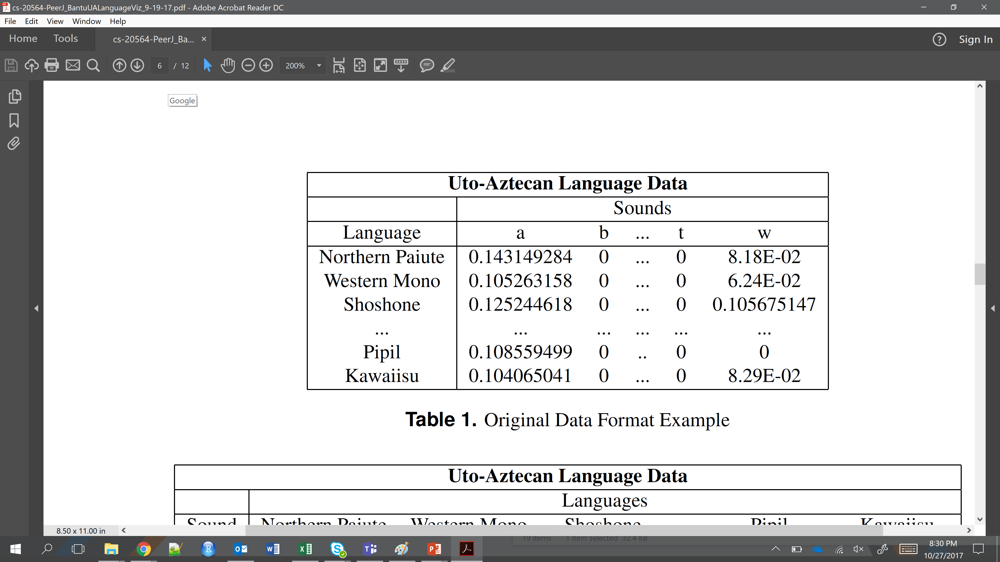 cs-20564-PeerJ_BantuUALanguageViz_9-19-17.pdf - Adobe Acrobat Reader DC
File Edit View Window Help
Home Tools cs-20564-PeerJ_Ba... × ? Sign In
6 / 12 200%
Google
Uto-Aztecan Language Data
Sounds
Language a b ... t w
Northern Paiute 0.143149284 0 ... 0 8.18E-02
Western Mono 0.105263158 0 ... 0 6.24E-02
Shoshone 0.125244618 0 ... 0 0.105675147
... ... ... ... ... ...
Pipil 0.108559499 0 .. 0 0
Kawaiisu 0.104065041 0 ... 0 8.29E-02
Table 1. Original Data Format Example
Uto-Aztecan Language Data
Languages
Sound Northern Paiute Western Mono Shoshone Pipil Kawaiisu
8.50 x 11.00 in
19 items 1 item selected 32.4 KB
8:30 PM
10/27/2017